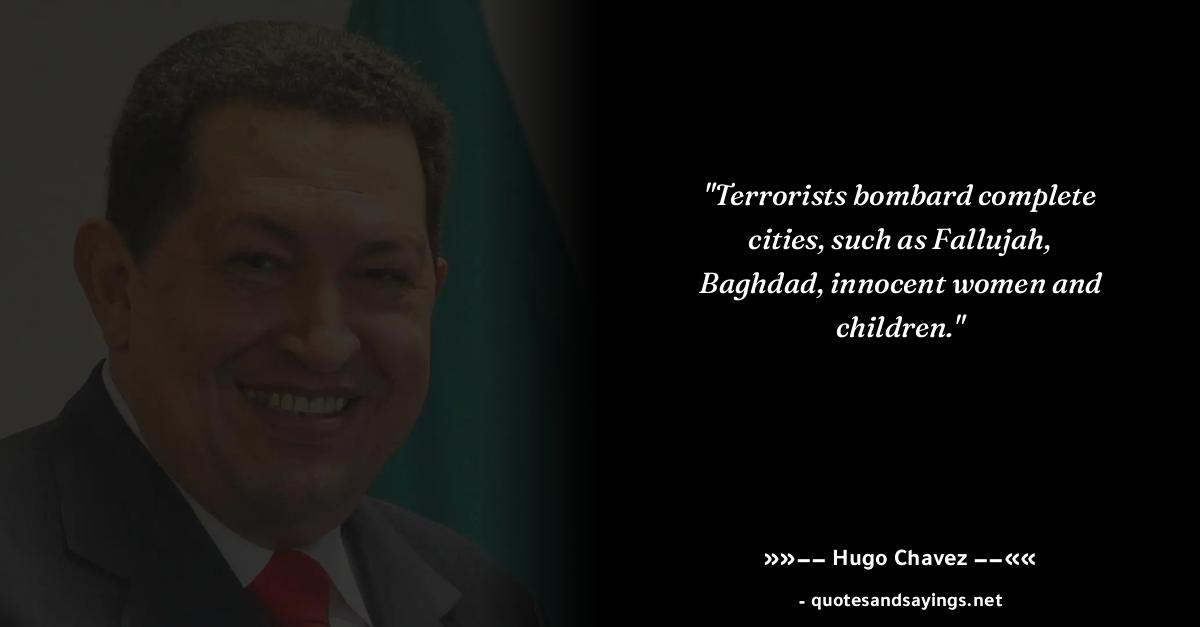 "Terrorists bombard complete
cities, such as Fallujah,
Baghdad, innocent women and
children."
»»–– Hugo Chavez ––««
- quotesandsayings.net